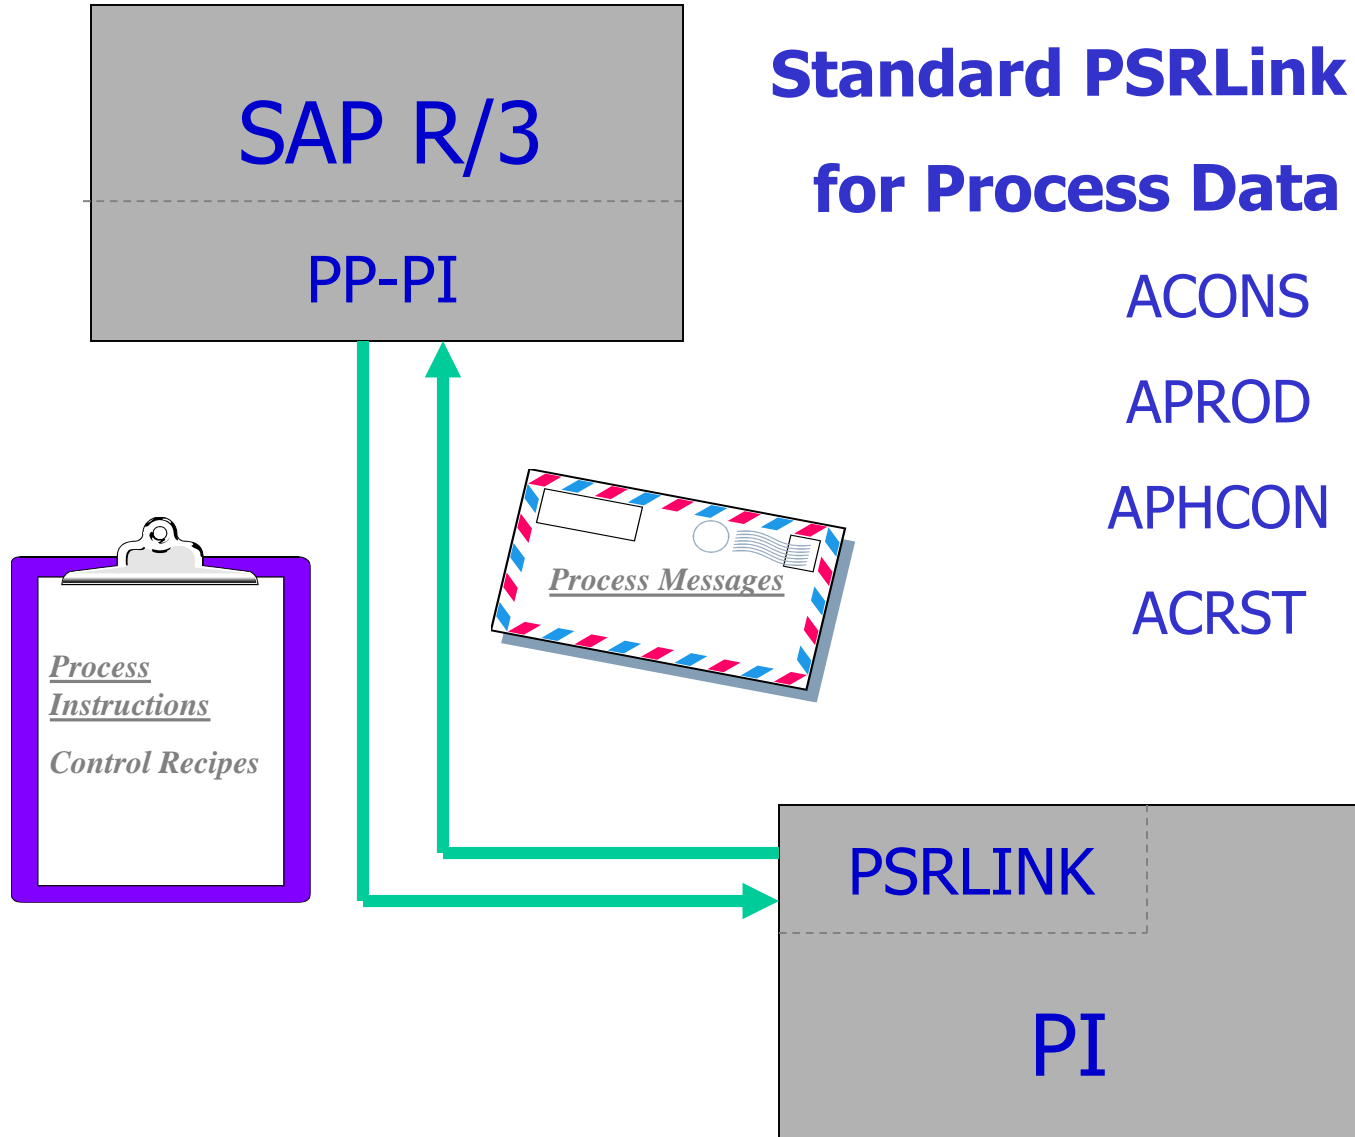 SAP R/3
PP-PI
Standard PSRLink
for Process Data
ACONS
APROD
APHCON
ACRST
Process Messages
Process
Instructions
Control Recipes
PSRLINK
PI